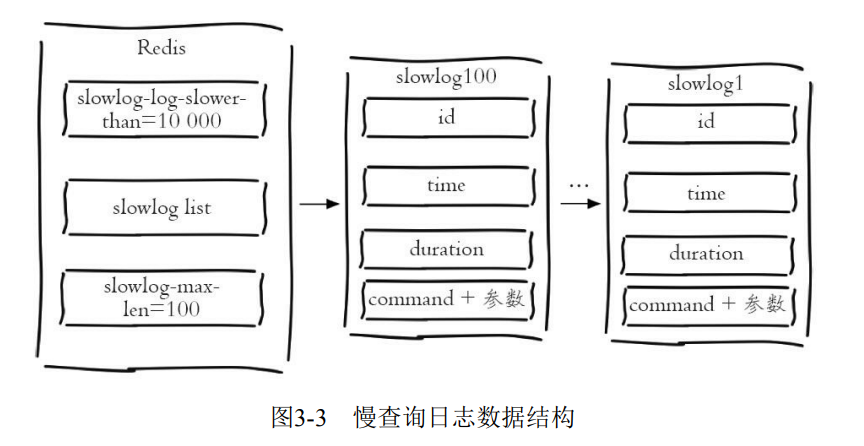 Redis
slowlog-log-slower-
than=10 000
slowlog list
slowlog-max-
len=100
slowlog100
id
time
duration
command + 参数
...
slowlog1
id
time
duration
command + 参数
图3-3 慢查询日志数据结构